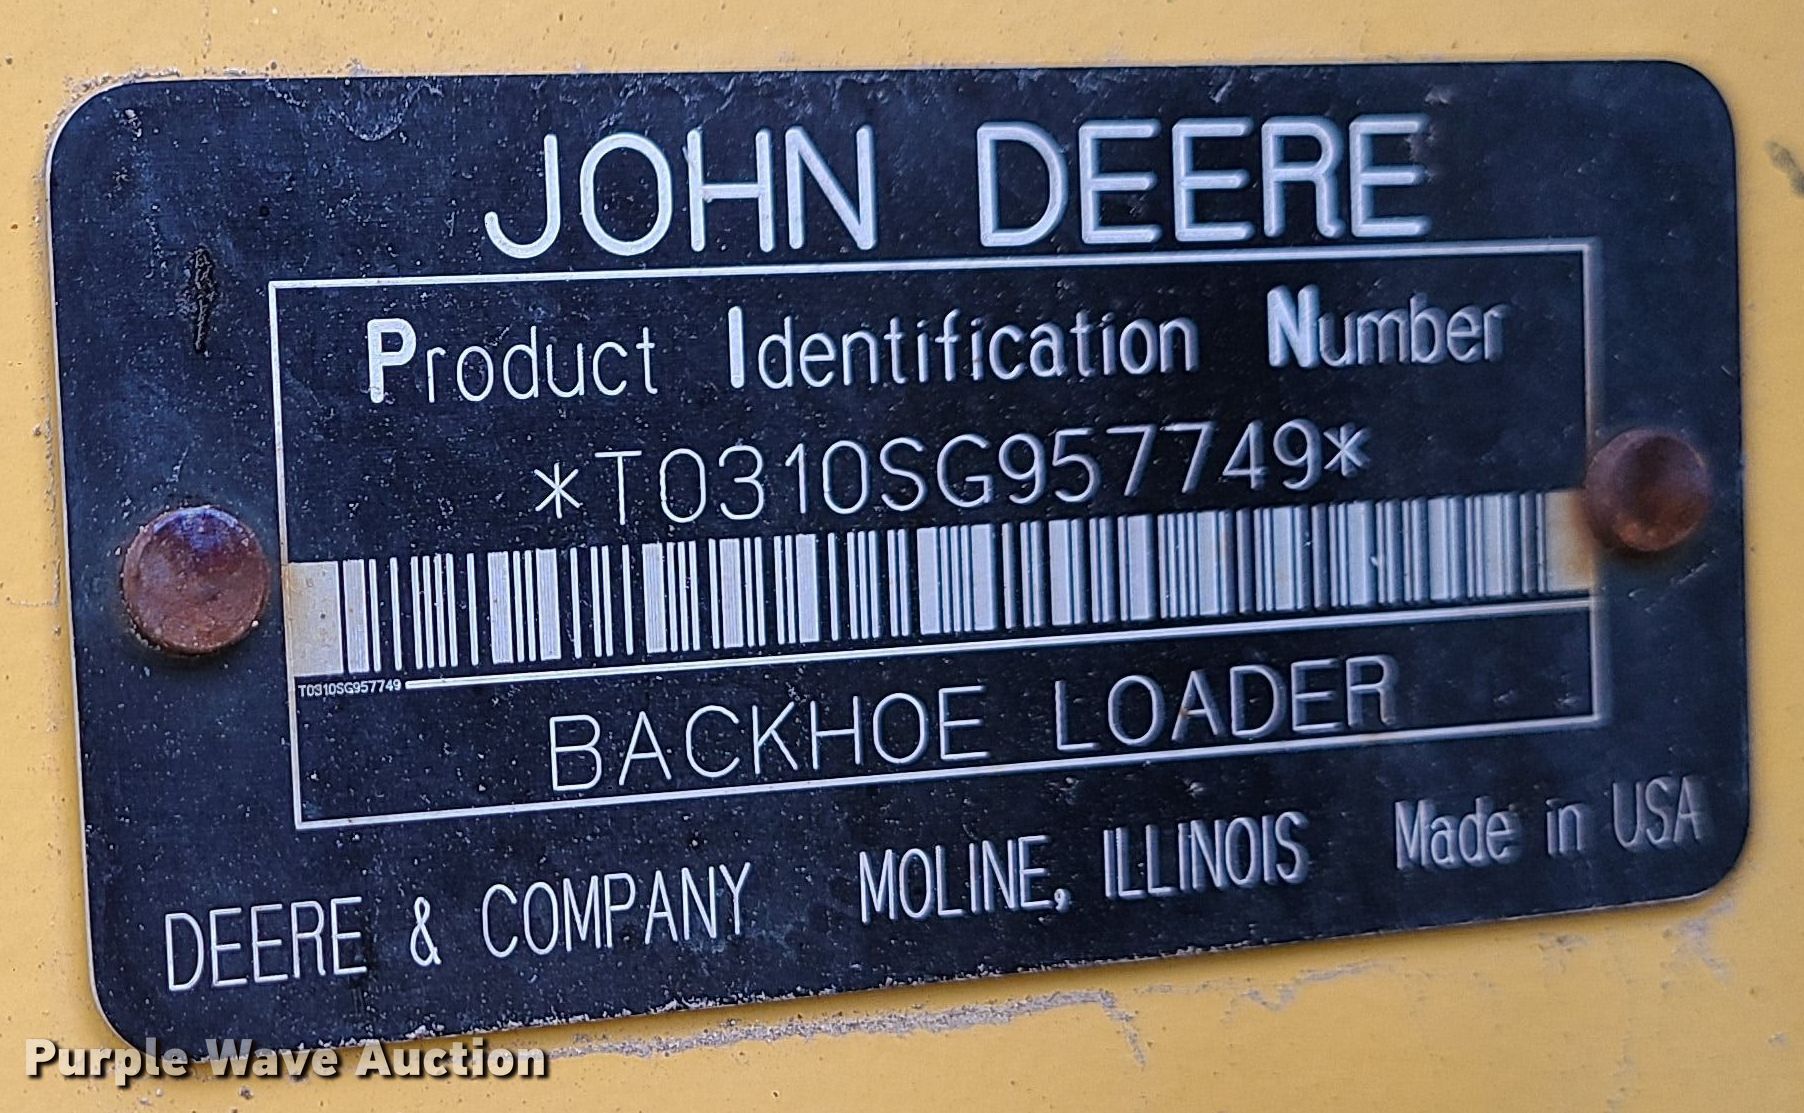 JOHN DEERE
Product Identification Number
*T0310SG957749*
T0310SG957749
BACKHOE LOADER
DEERE & COMPANY MOLINE, ILLINOIS Made in USA
Purple Wave Auction